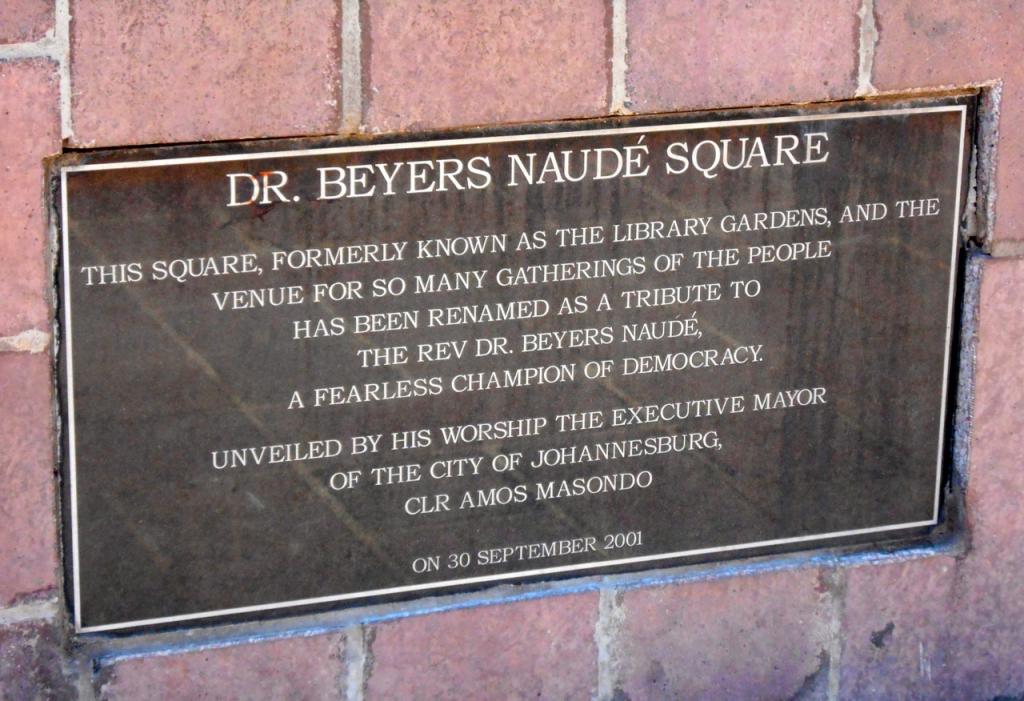 DR. BEYERS NAUDÉ SQUARE
THIS SQUARE, FORMERLY KNOWN AS THE LIBRARY GARDENS, AND THE
VENUE FOR SO MANY GATHERINGS OF THE PEOPLE
HAS BEEN RENAMED AS A TRIBUTE TO
THE REV DR. BEYERS NAUDÉ,
A FEARLESS CHAMPION OF DEMOCRACY.
UNVEILED BY HIS WORSHIP THE EXECUTIVE MAYOR
OF THE CITY OF JOHANNESBURG,
CLR AMOS MASONDO
ON 30 SEPTEMBER 2001